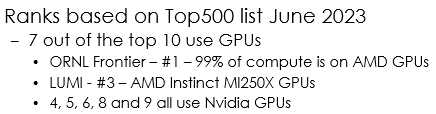 Ranks based on Top500 list June 2023
– 7 out of the top 10 use GPUs
• ORNL Frontier – #1 – 99% of compute is on AMD GPUs
• LUMI - #3 – AMD Instinct MI250X GPUs
• 4, 5, 6, 8 and 9 all use Nvidia GPUs